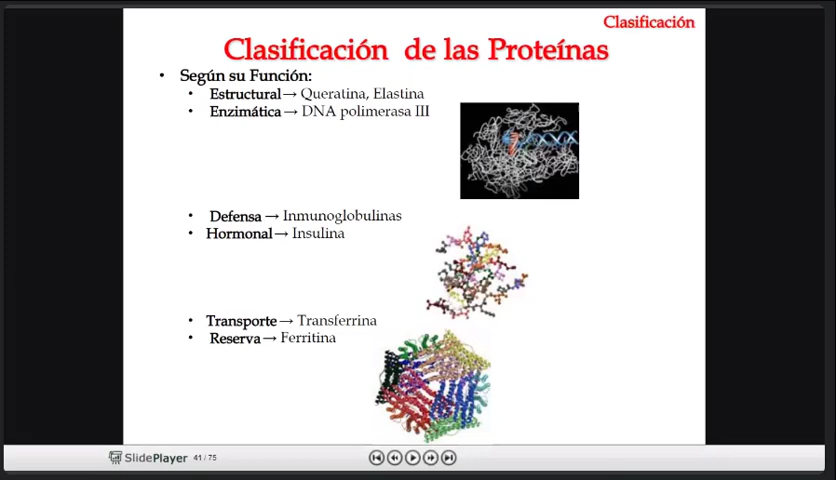 Clasificación
Clasificación de las Proteínas
• Según su Función:
• Estructural → Queratina, Elastina
• Enzimática → DNA polimerasa III
• Defensa → Inmunoglobulinas
• Hormonal → Insulina
• Transporte → Transferrina
• Reserva → Ferritina
SlidePlayer 41 / 75